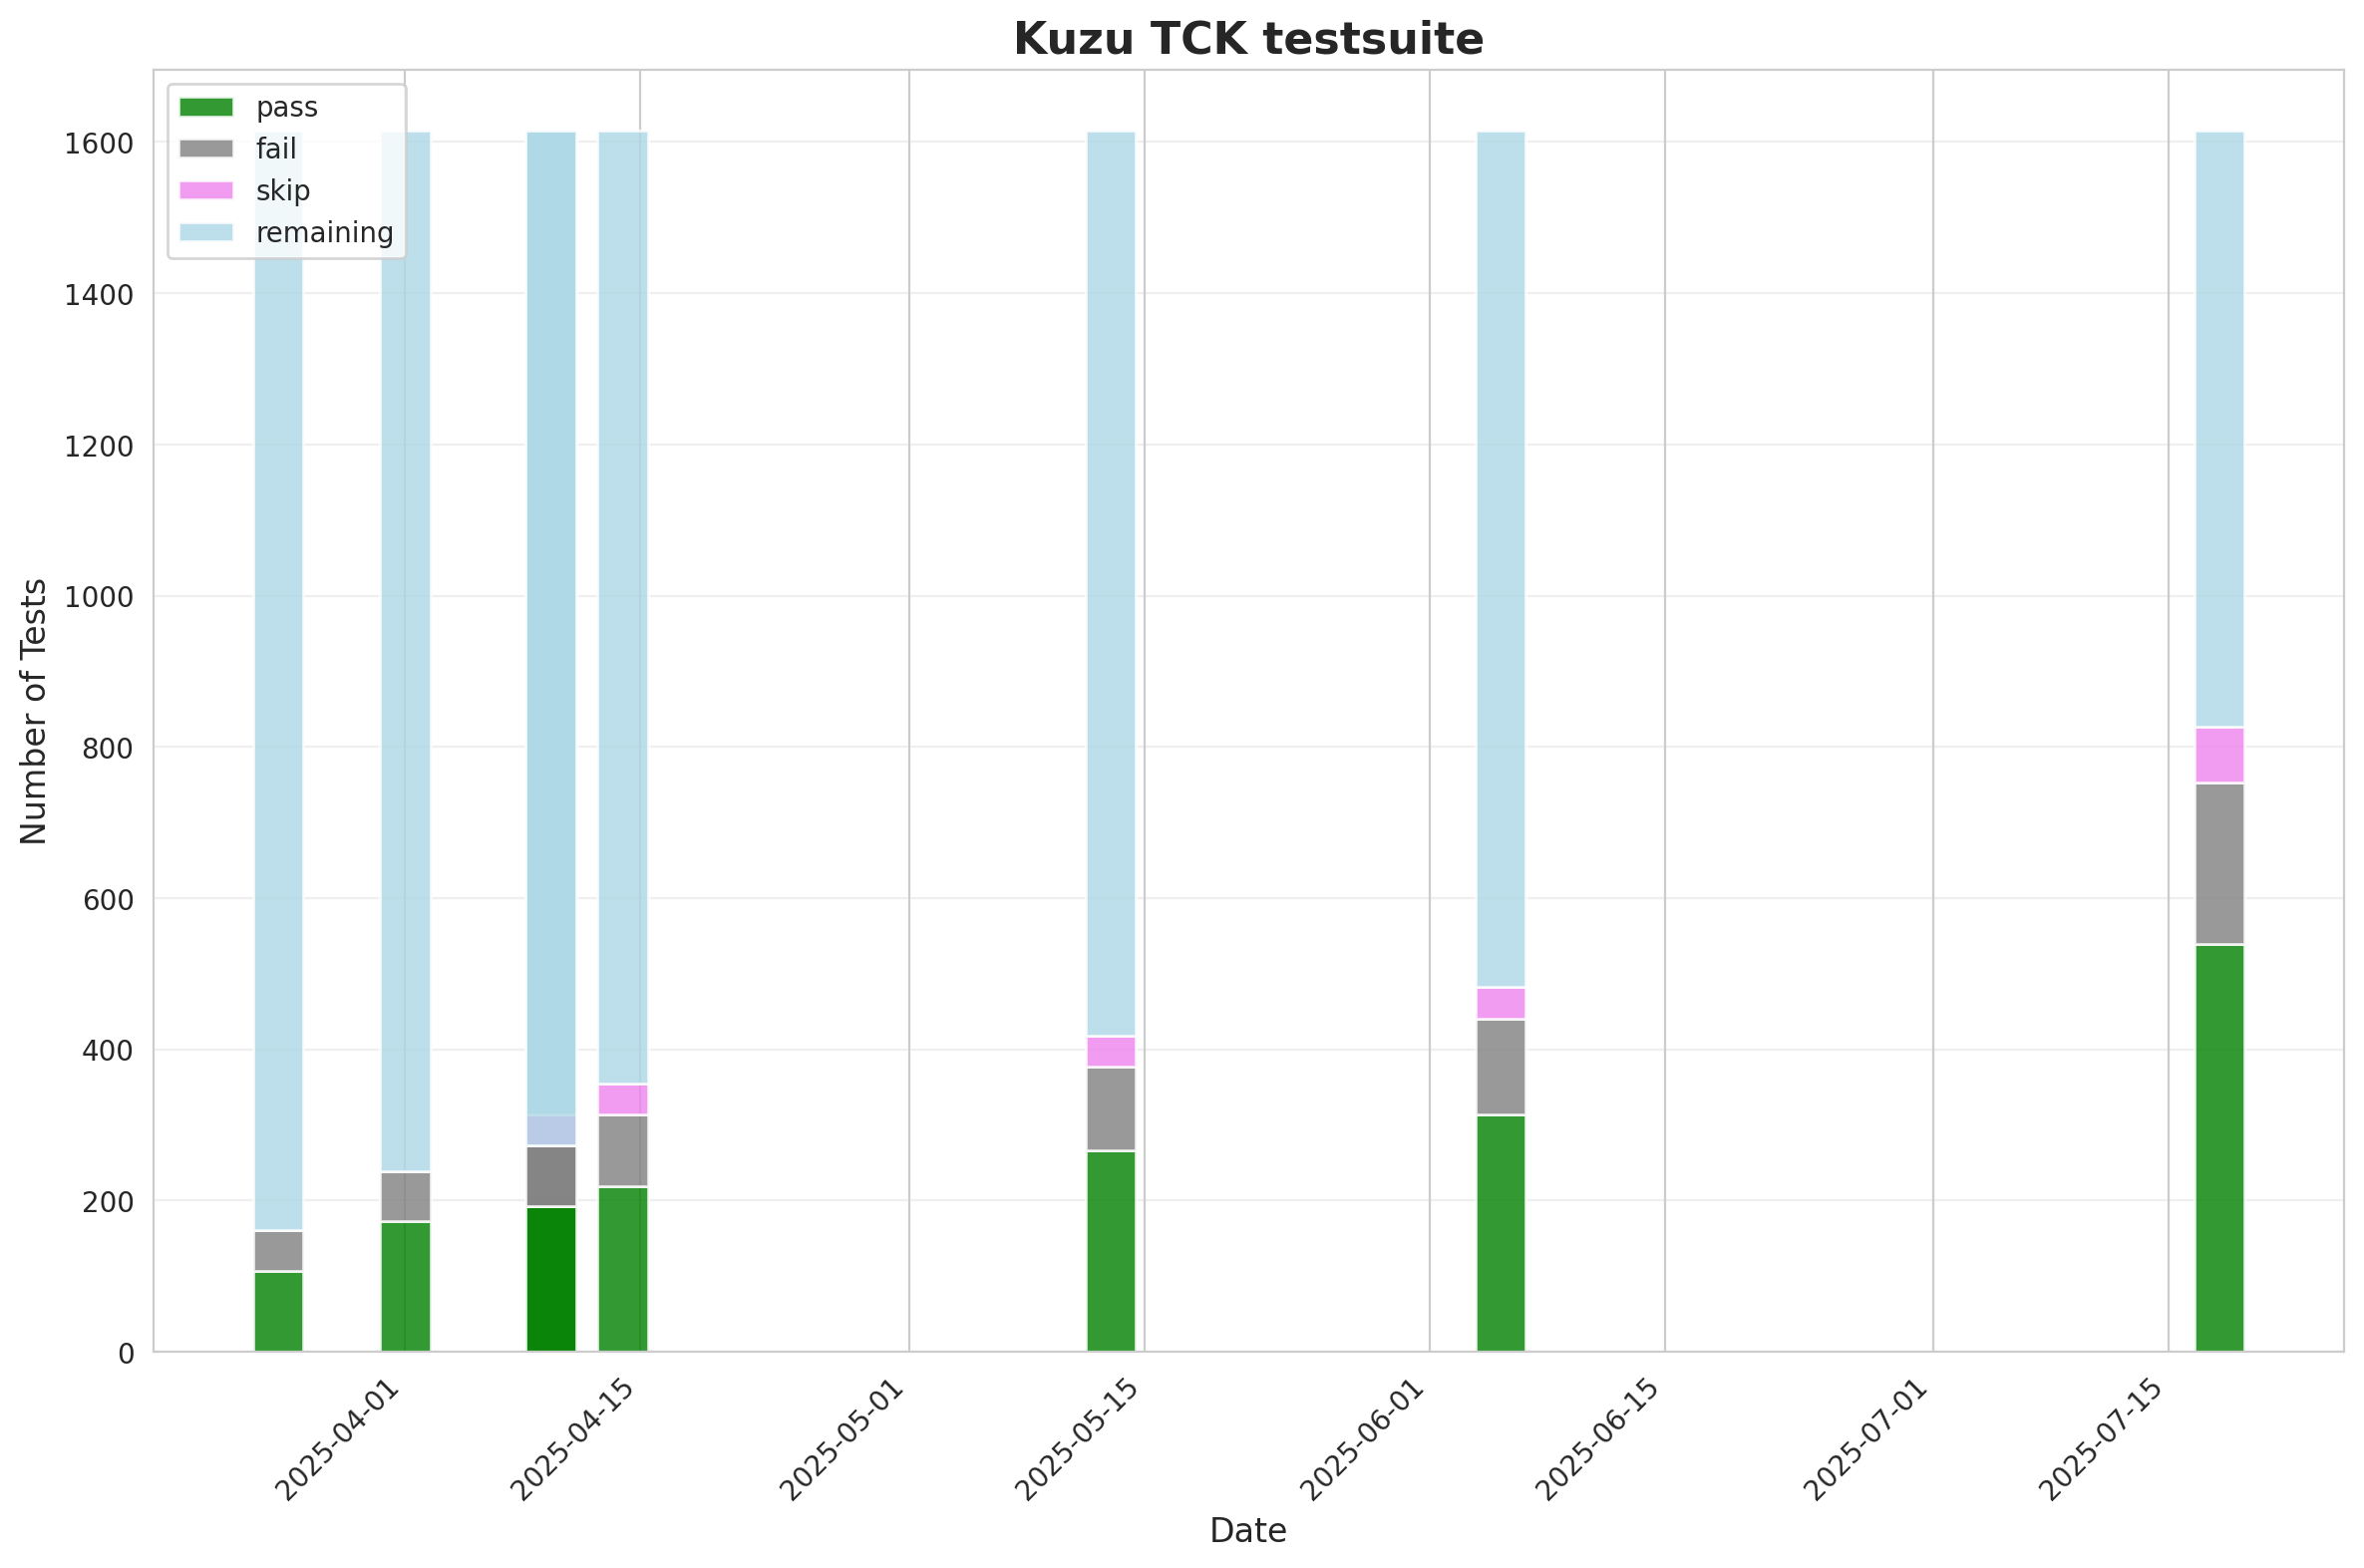 Kuzu TCK testsuite
pass
fail
skip
remaining
Number of Tests
1600
1400
1200
1000
800
600
400
200
0
2025-04-01
2025-04-15
2025-05-01
2025-05-15
2025-06-01
2025-06-15
2025-07-01
2025-07-15
Date